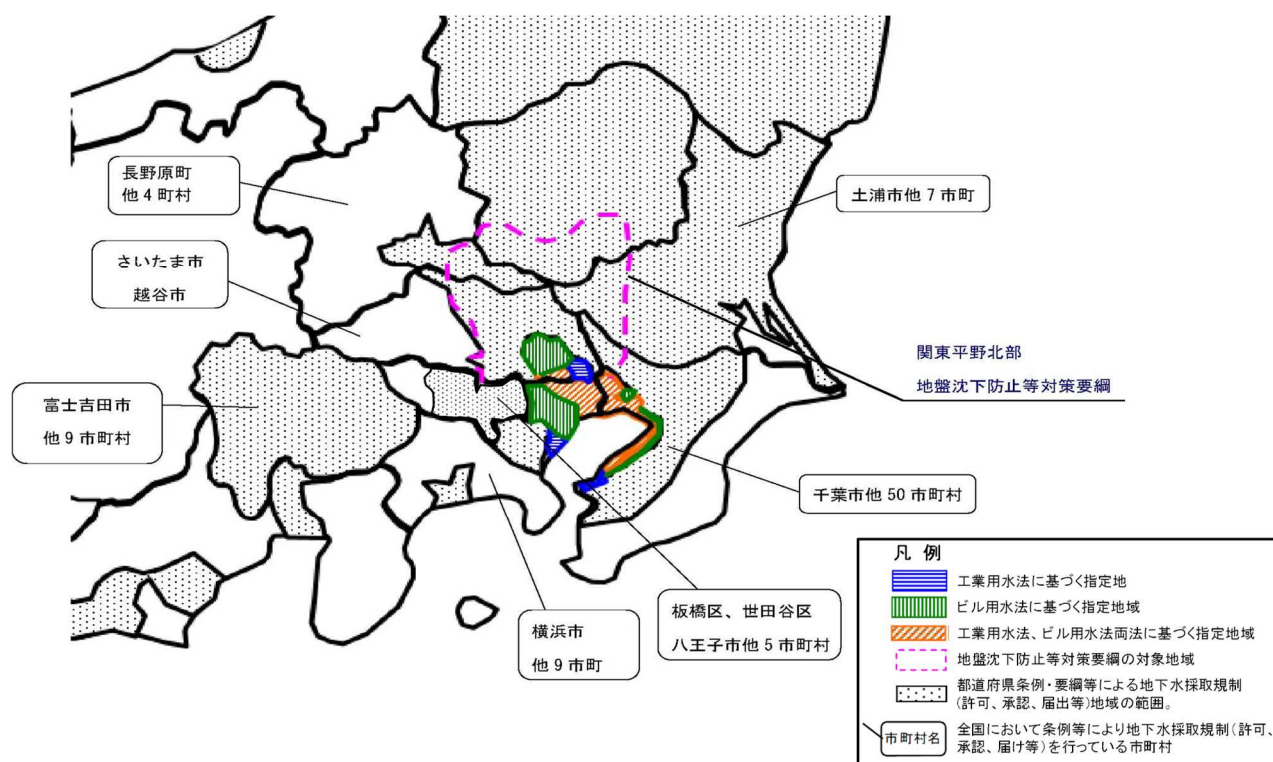 長野原町
他4町村
土浦市他7市町
さいたま市
越谷市
関東平野北部
地盤沈下防止等対策要綱
富士吉田市
他9市町村
千葉市他50市町村
板橋区、世田谷区
八王子市他5市町村
横浜市
他9市町
凡例
工業用水法に基づく指定地
ビル用水法に基づく指定地域
工業用水法、ビル用水法両法に基づく指定地域
地盤沈下防止等対策要綱の対象地域
都道府県条例・要綱等による地下水採取規制
(許可、承認、届出等)地域の範囲。
市町村名
全国において条例等により地下水採取規制(許可、
承認、届け等)を行っている市町村